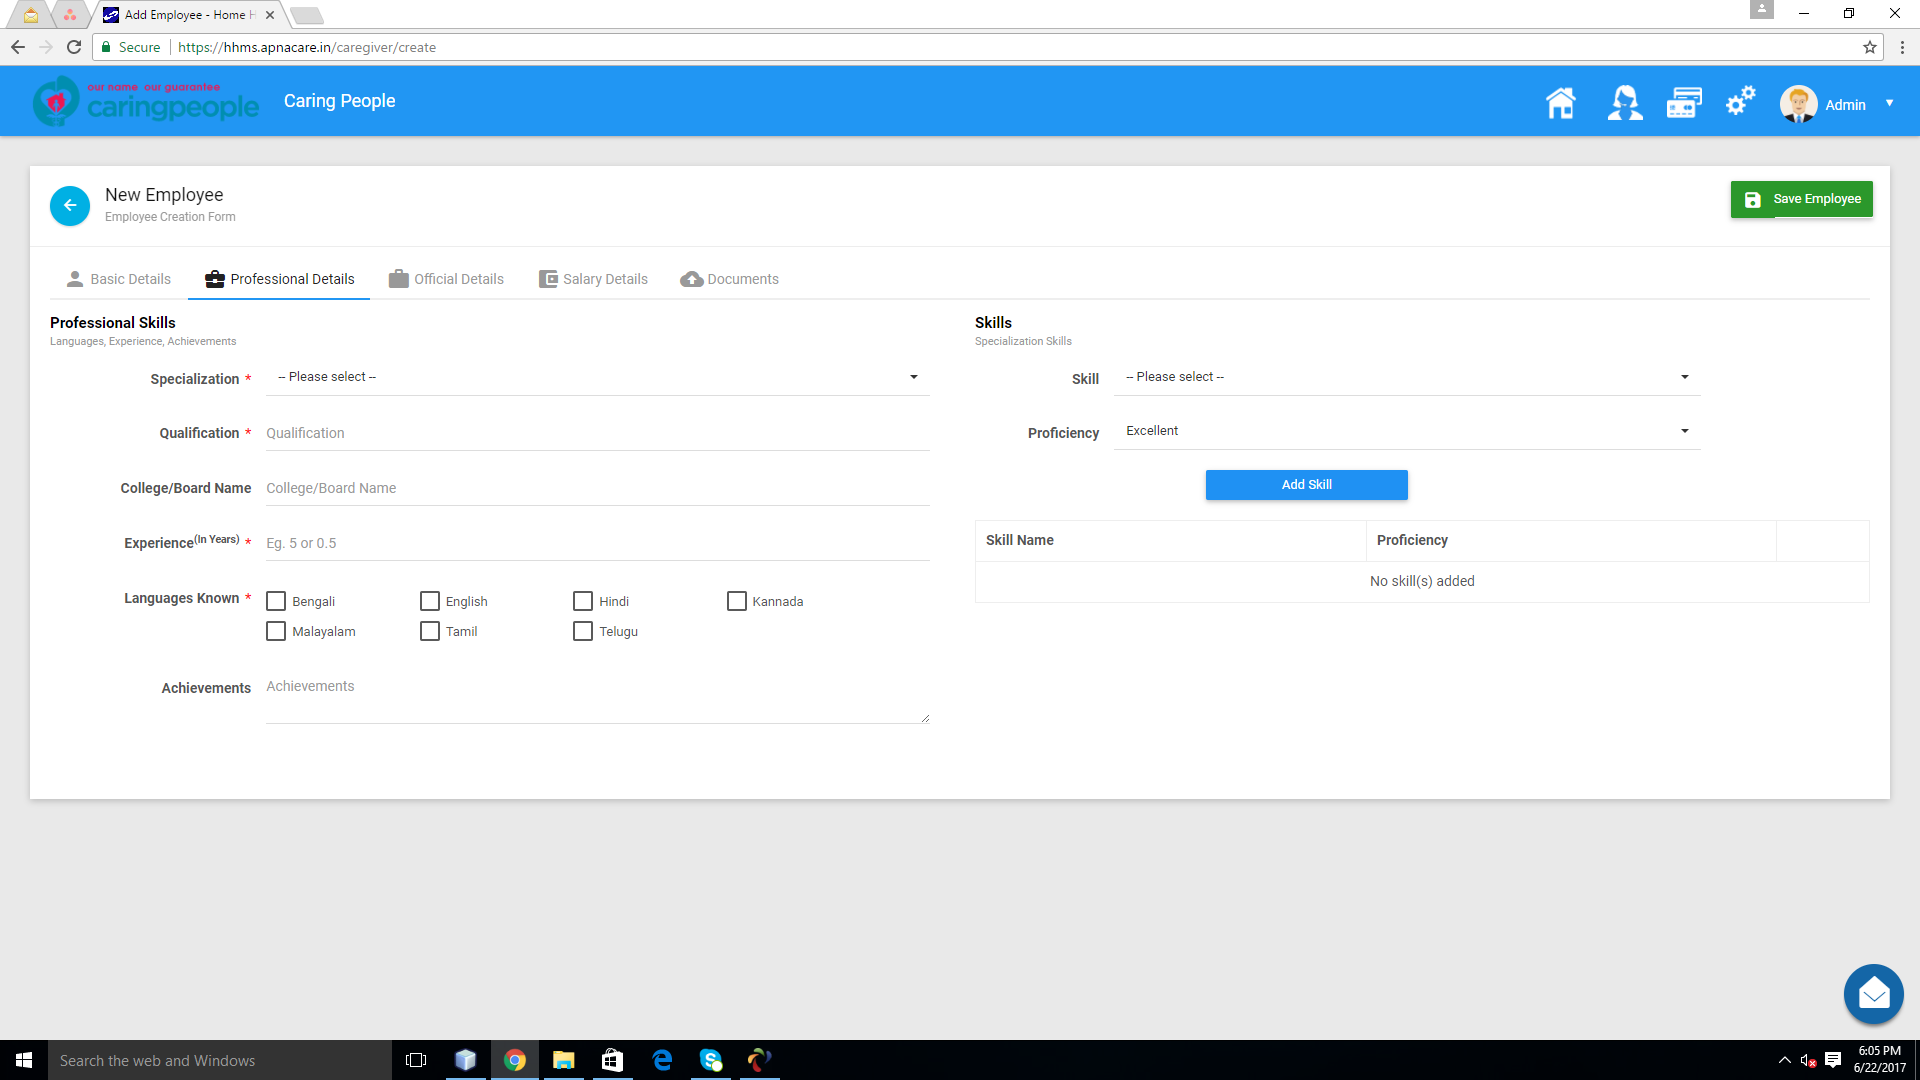 Add Employee - Home H
Secure https://hhms.apnacare.in/caregiver/create
our name our guarantee
caringpeople
Caring People
Admin
New Employee
Employee Creation Form
Save Employee
Basic Details
Professional Details
Official Details
Salary Details
Documents
Professional Skills
Languages, Experience, Achievements
Specialization *
-- Please select --
Qualification *
Qualification
College/Board Name
College/Board Name
Experience(In Years) *
Eg. 5 or 0.5
Languages Known *
Bengali English Hindi Kannada
Malayalam Tamil Telugu
Achievements
Achievements
Skills
Specialization Skills
Skill
-- Please select --
Proficiency
Excellent
Add Skill
Skill Name Proficiency
No skill(s) added
Search the web and Windows
6:05 PM
6/22/2017